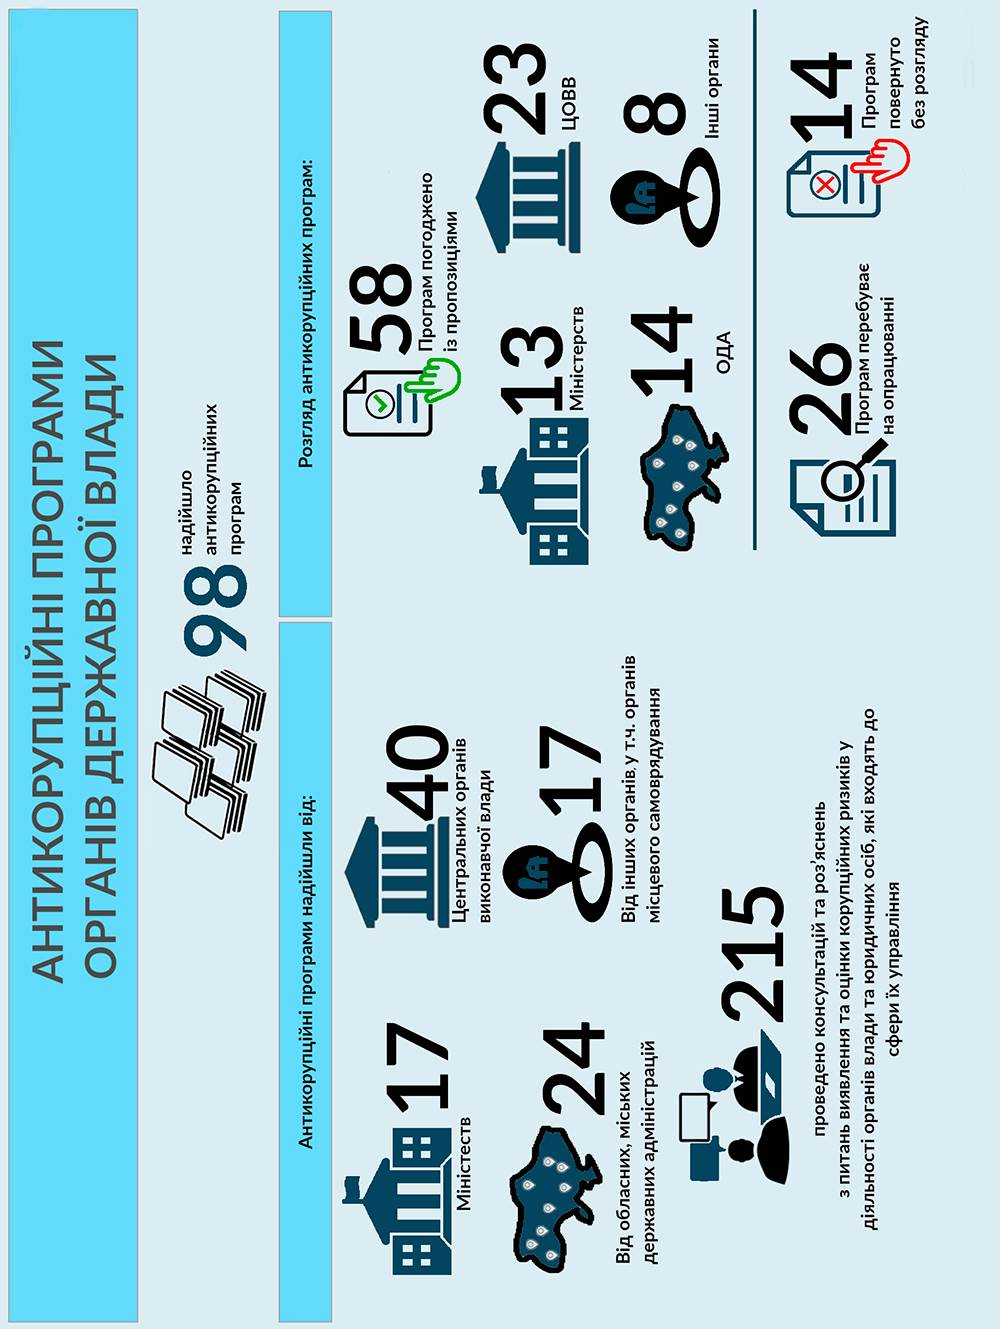 АНТИКОРУПЦІЙНІ ПРОГРАМИ
ОРГАНІВ ДЕРЖАВНОЇ ВЛАДИ
98
надійшло
антикорупційних
програм
Антикорупційні програми надійшли від:
17
Міністеств
40
Центральних органів
виконавчої влади
24
Від обласних, міських
державних адміністрацій
17
Від інших органів, у т.ч. органів
місцевого самоврядування
215
проведено консультацій та роз'яснень
з питань виявлення та оцінки корупційних ризиків у
діяльності органів влади та юридичних осіб, які входять до
сфери їх управління
Розгляд антикорупційних програм:
58
Програм погоджено
із пропозиціями
13
Міністерств
23
ЦОВВ
14
ОДА
8
Інші органи
26
Програм перебуває
на опрацюванні
14
Програм
повернуто
без розгляду